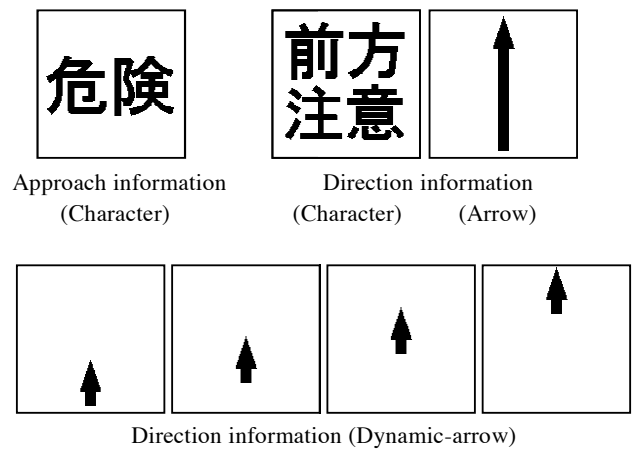 危険
前方
注意
Approach information
(Character)
Direction information
(Character) (Arrow)
Direction information (Dynamic-arrow)